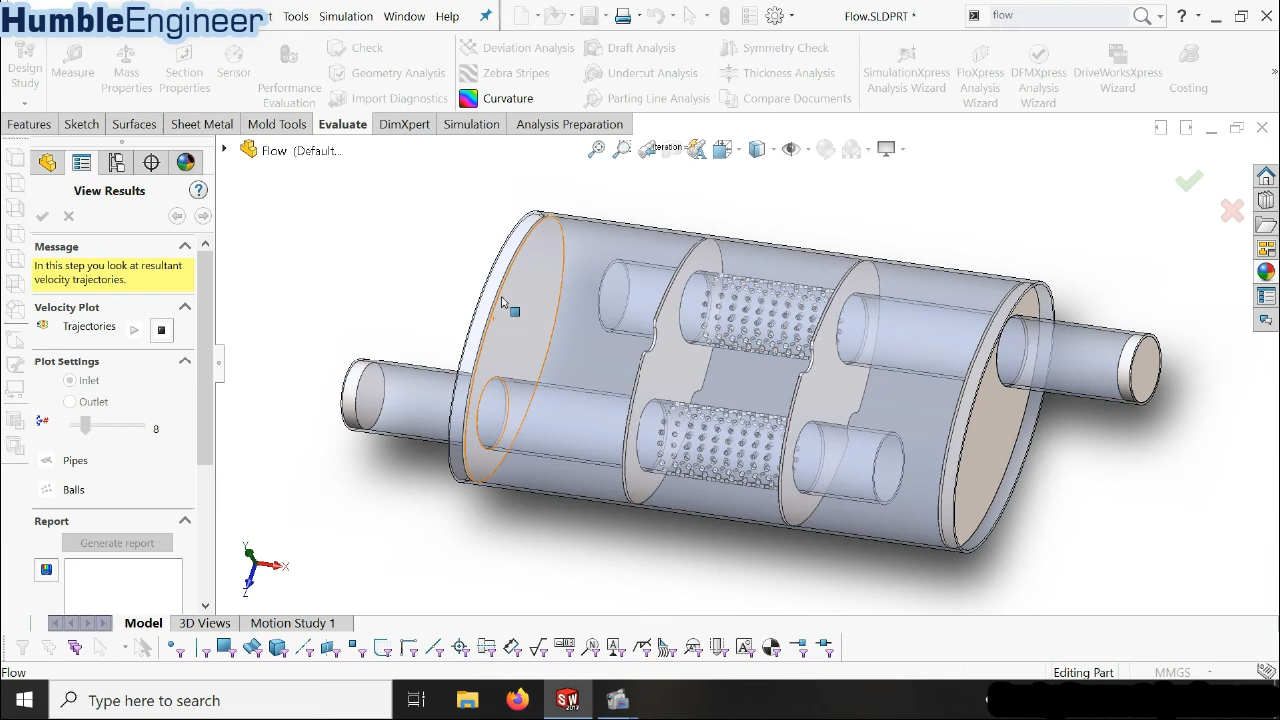 HumbleEngineer
Tools
Simulation
Window
Help
Flow.SLDPRT
flow
Design
Study
Measure
Mass
Properties
Section
Properties
Sensor
Performance
Evaluation
Check
Geometry Analysis
Import Diagnostics
Deviation Analysis
Zebra Stripes
Curvature
Draft Analysis
Undercut Analysis
Parting Line Analysis
Symmetry Check
Thickness Analysis
Compare Documents
SimulationXpress
Analysis Wizard
FloXpress
Analysis
Wizard
DFMXpress
Analysis
Wizard
DriveWorksXpress
Wizard
Costing
Features
Sketch
Surfaces
Sheet Metal
Mold Tools
Evaluate
DimXpert
Simulation
Analysis Preparation
Flow (Default...
Iteration
View Results
Message
In this step you look at resultant
velocity trajectories.
Velocity Plot
Trajectories
Plot Settings
Inlet
Outlet
8
Pipes
Balls
Report
Generate report
Y
X
Z
Model
3D Views
Motion Study 1
Flow
Editing Part
MMGS
Type here to search
SW
2019